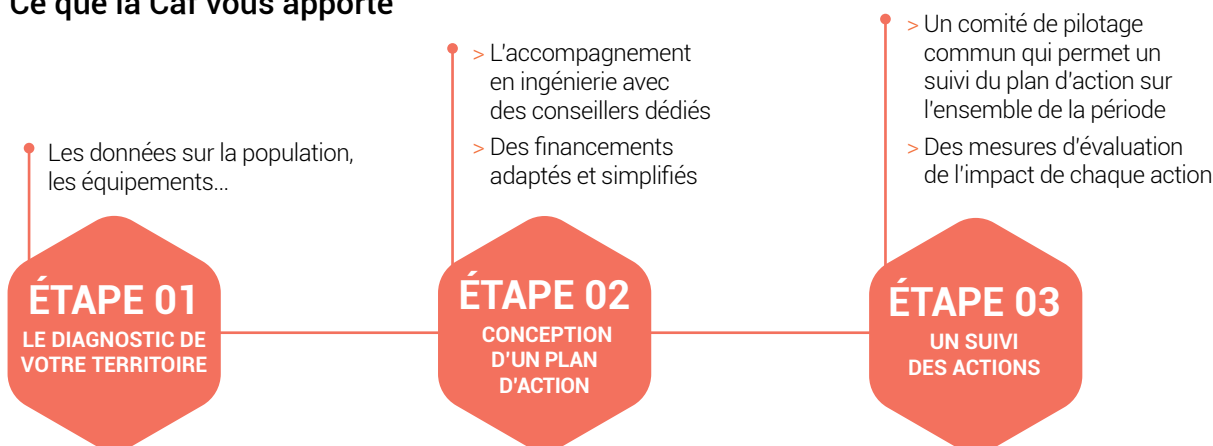 Ce que la Caf vous apporte
Les données sur la population,
les équipements...
ÉTAPE 01
LE DIAGNOSTIC DE
VOTRE TERRITOIRE
> L'accompagnement
en ingénierie avec
des conseillers dédiés
> Des financements
adaptés et simplifiés
ÉTAPE 02
CONCEPTION
D'UN PLAN
D'ACTION
> Un comité de pilotage
commun qui permet un
suivi du plan d'action sur
l'ensemble de la période
> Des mesures d'évaluation
de l'impact de chaque action
ÉTAPE 03
UN SUIVI
DES ACTIONS